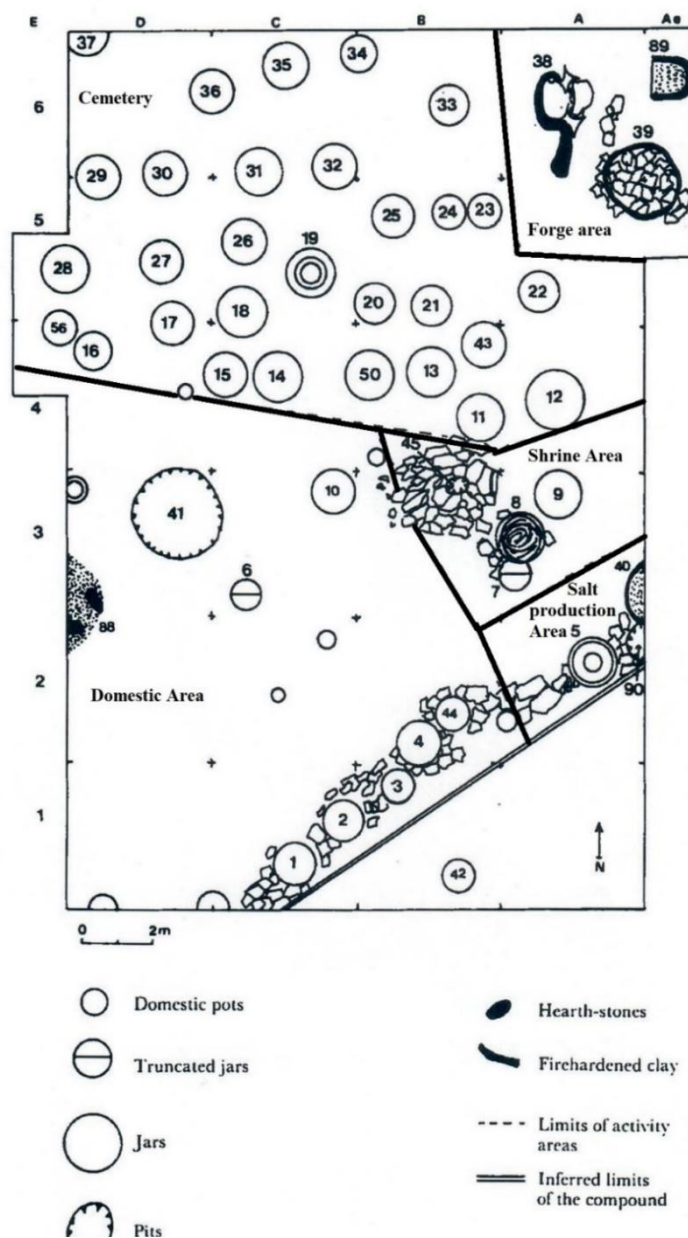 E D C B A Ae
37
34
38
89
35
6
Cemetery
36
33
39
29
30
31
32
5
25
24
23
Forge area
26
19
28
27
20
21
22
18
56
17
43
16
15
14
50
13
12
4
11
45
Shrine Area
10
8
9
41
3
6
7
40
Salt
production
Area 5
88
2
Domestic Area
44
90
4
3
1
2
1
N
42
0 2m
Domestic pots
Hearth-stones
Truncated jars
Firehardened clay
Jars
Limits of activity
areas
Inferred limits
of the compound
Pits